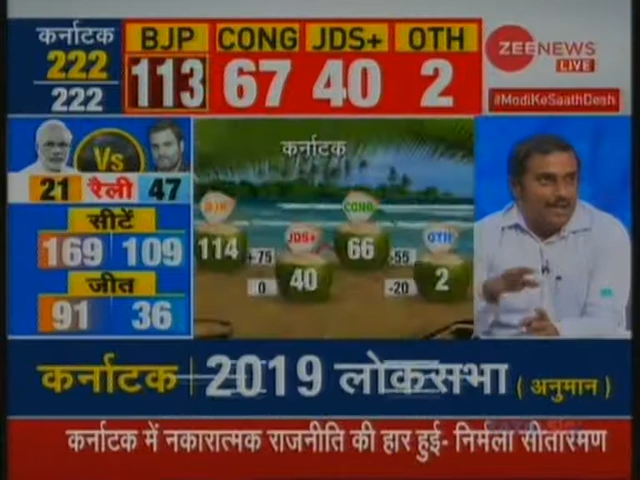 कर्नाटक
222
222
BJP CONG JDS+ OTH
113 67 40 2
ZEE NEWS
LIVE
#ModiKeSaathDesh
Vs
21 रैली 47
सीटें
169 109
जीत
91 36
कर्नाटक
BJP CONG
114 JDS+ 66 OTH
+75 +55
0 40 -20 2
कर्नाटक 2019 लोकसभा ( अनुमान )
कर्नाटक में नकारात्मक राजनीति की हार हुई- निर्मला सीतारमण